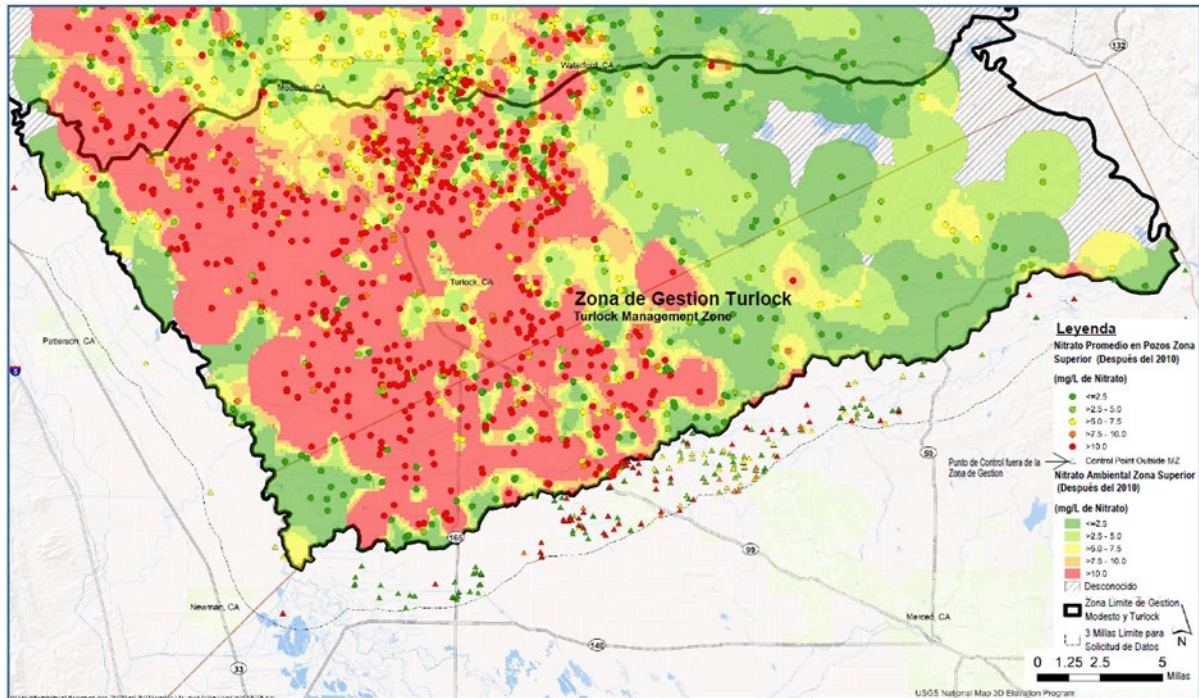 132
Waterford, CA
Modesto, CA
Turlock, CA
Zona de Gestion Turlock
Turlock Management Zone
Patterson, CA
5
165
59
99
Newman, CA
Merced, CA
140
33
Leyenda
Nitrato Promedio en Pozos Zona
Superior (Después del 2010)
(mg/L de Nitrato)
<=2.5
>2.5 - 5.0
>5.0 - 7.5
>7.5 - 10.0
>10.0
Punto de Control fuera de la
Zona de Gestion
Control Point Outside MZ
Nitrato Ambiental Zona Superior
(Después del 2010)
(mg/L de Nitrato)
<=2.5
>2.5 - 5.0
>5.0 - 7.5
>7.5 - 10.0
>10.0
Desconocido
Zona Limite de Gestion
Modesto y Turlock
3 Millas Limite para
Solicitud de Datos
N
0 1.25 2.5 5
Millas
USGS National Map 3D Elevation Program